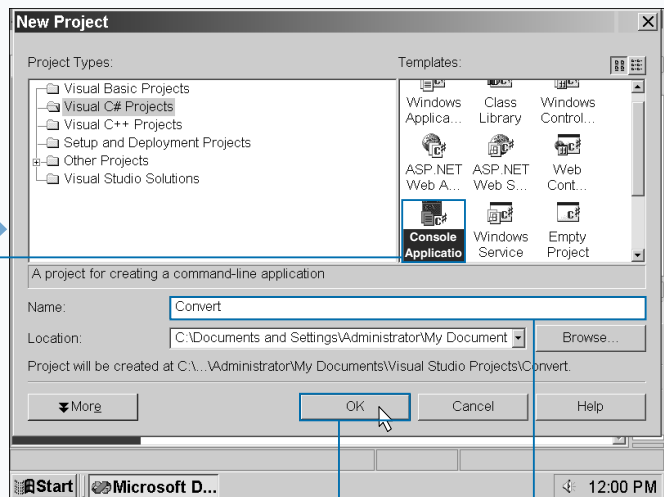 New Project
Project Types:
Templates:
Visual Basic Projects
Visual C# Projects
Visual C++ Projects
Setup and Deployment Projects
Other Projects
Visual Studio Solutions
Windows Applica...
Class Library
Windows Control...
ASP.NET Web A...
ASP.NET Web S...
Web Cont...
Console Applicatio
Windows Service
Empty Project
A project for creating a command-line application
Name:
Convert
Location:
C:\Documents and Settings\Administrator\My Document
Browse...
Project will be created at C:\...\Administrator\My Documents\Visual Studio Projects\Convert.
More
OK
Cancel
Help
Start
Microsoft D...
12:00 PM